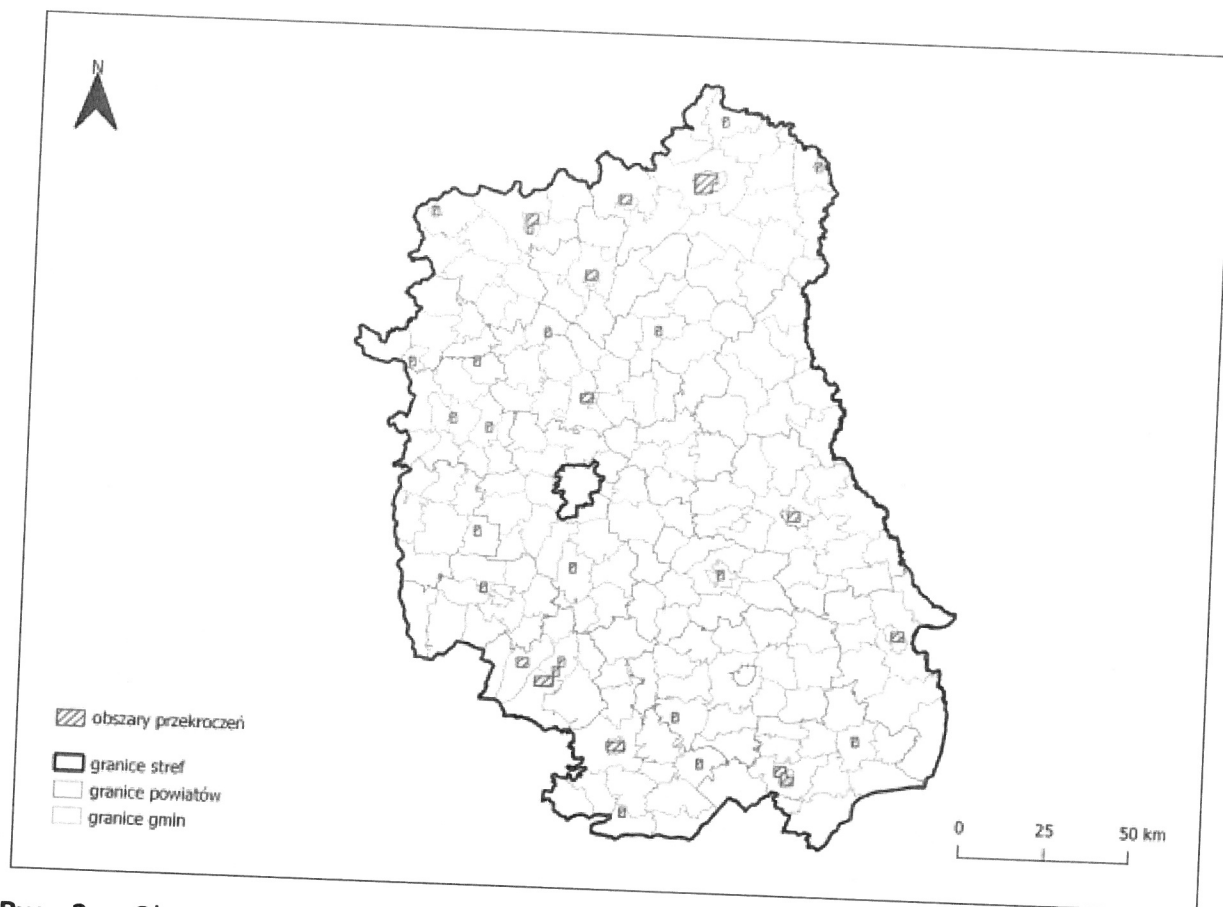 N
obszary przekroczeń
granice stref
granice powiatów
granice gmin
0 25 50 km